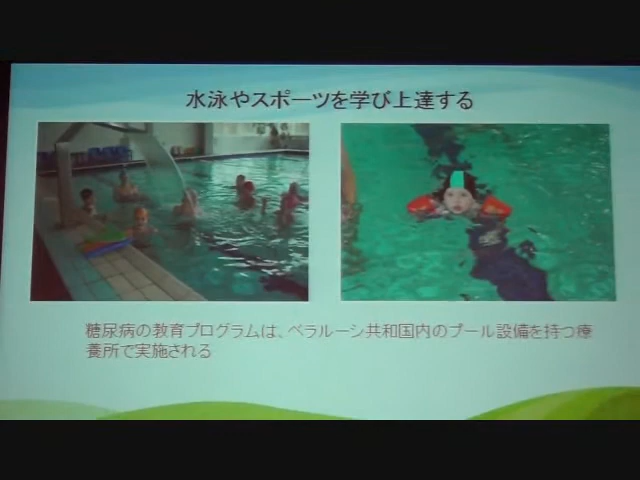 水泳やスポーツを学び上達する
糖尿病の教育プログラムは、ベラルーシ共和国内のプール設備を持つ療
養所で実施される